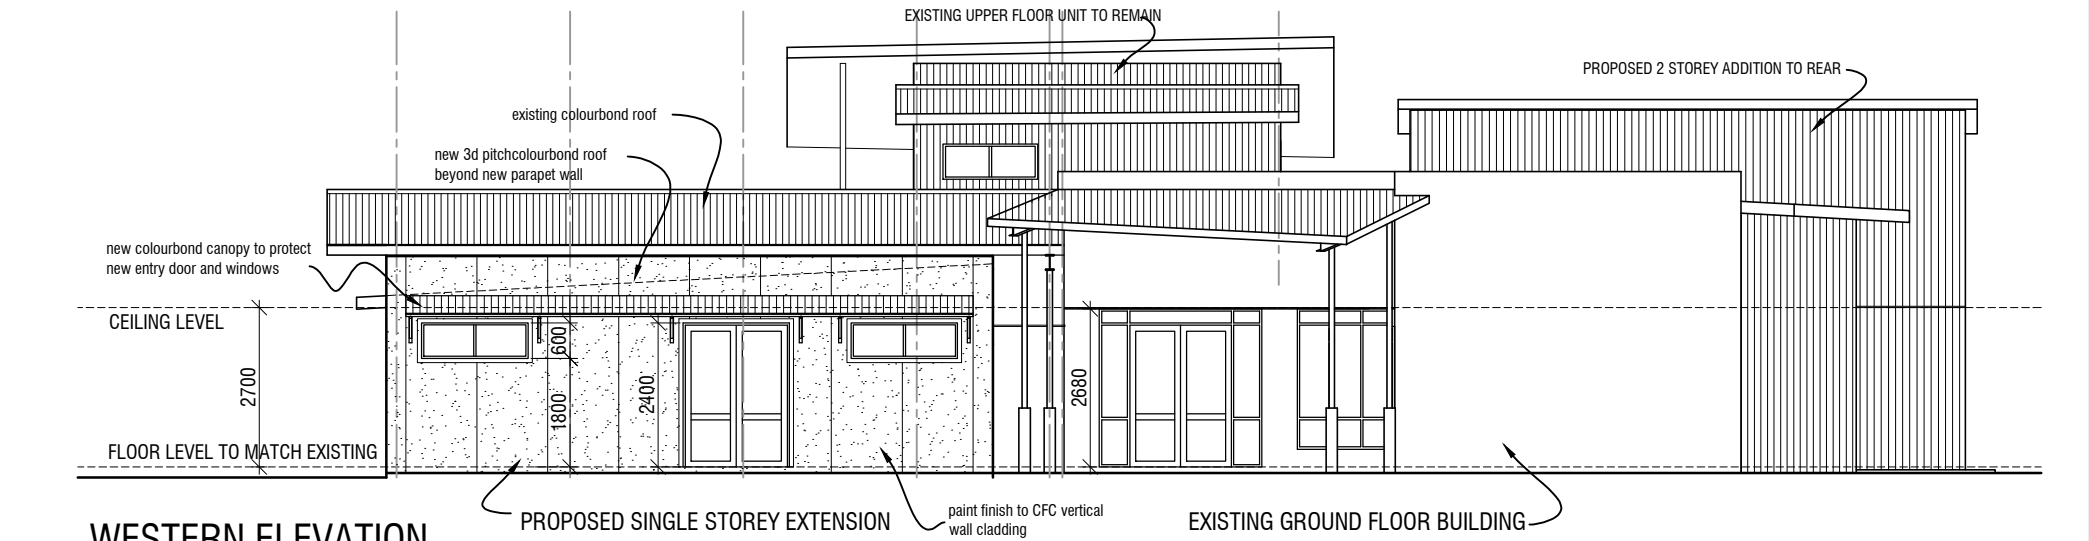 EXISTING UPPER FLOOR UNIT TO REMAIN
PROPOSED 2 STOREY ADDITION TO REAR
existing colourbond roof
new 3d pitchcolourbond roof
beyond new parapet wall
new colourbond canopy to protect
new entry door and windows
CEILING LEVEL
2700
600
1800
2400
2680
FLOOR LEVEL TO MATCH EXISTING
PROPOSED SINGLE STOREY EXTENSION
paint finish to CFC vertical
wall cladding
EXISTING GROUND FLOOR BUILDING
WESTERN ELEVATION